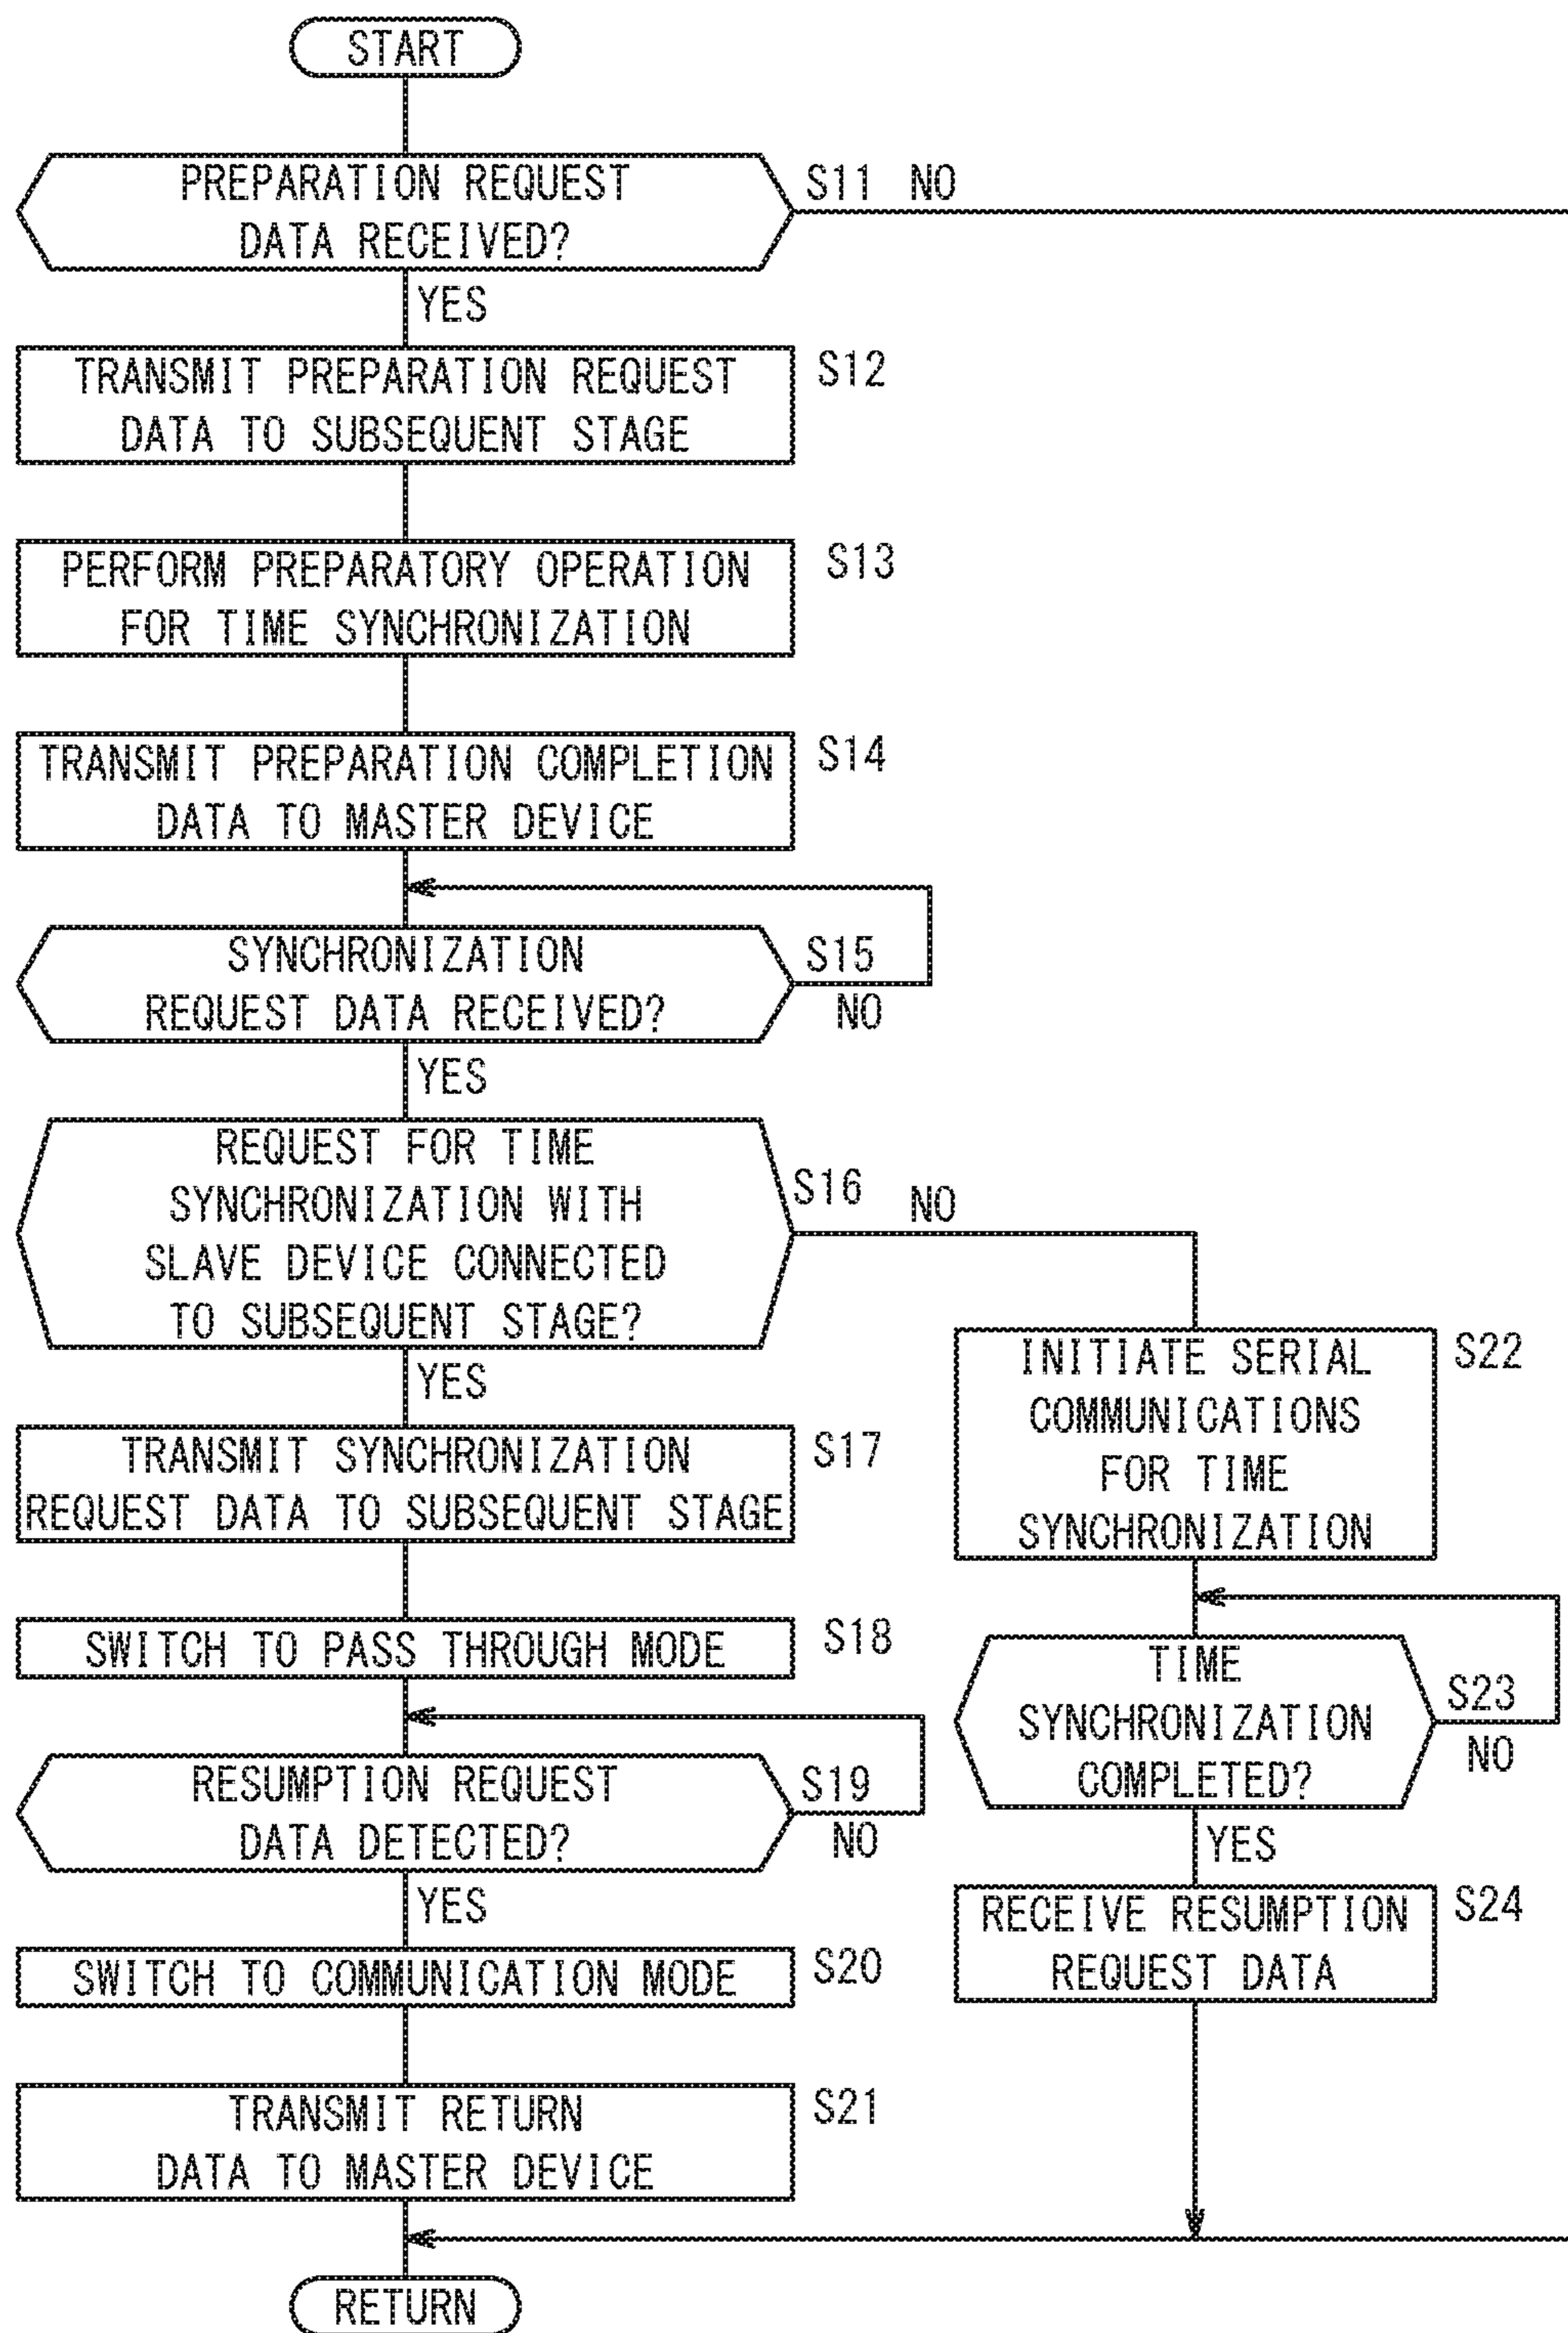 START
PREPARATION REQUEST
DATA RECEIVED?
S11 NO
YES
TRANSMIT PREPARATION REQUEST
DATA TO SUBSEQUENT STAGE
S12
PERFORM PREPARATORY OPERATION
FOR TIME SYNCHRONIZATION
S13
TRANSMIT PREPARATION COMPLETION
DATA TO MASTER DEVICE
S14
SYNCHRONIZATION
REQUEST DATA RECEIVED?
S15
NO
YES
REQUEST FOR TIME
SYNCHRONIZATION WITH
SLAVE DEVICE CONNECTED
TO SUBSEQUENT STAGE?
S16 NO
YES
TRANSMIT SYNCHRONIZATION
REQUEST DATA TO SUBSEQUENT STAGE
S17
SWITCH TO PASS THROUGH MODE
S18
RESUMPTION REQUEST
DATA DETECTED?
S19
NO
YES
SWITCH TO COMMUNICATION MODE
S20
TRANSMIT RETURN
DATA TO MASTER DEVICE
S21
INITIATE SERIAL
COMMUNICATIONS
FOR TIME
SYNCHRONIZATION
S22
TIME
SYNCHRONIZATION
COMPLETED?
S23
NO
YES
RECEIVE RESUMPTION
REQUEST DATA
S24
RETURN